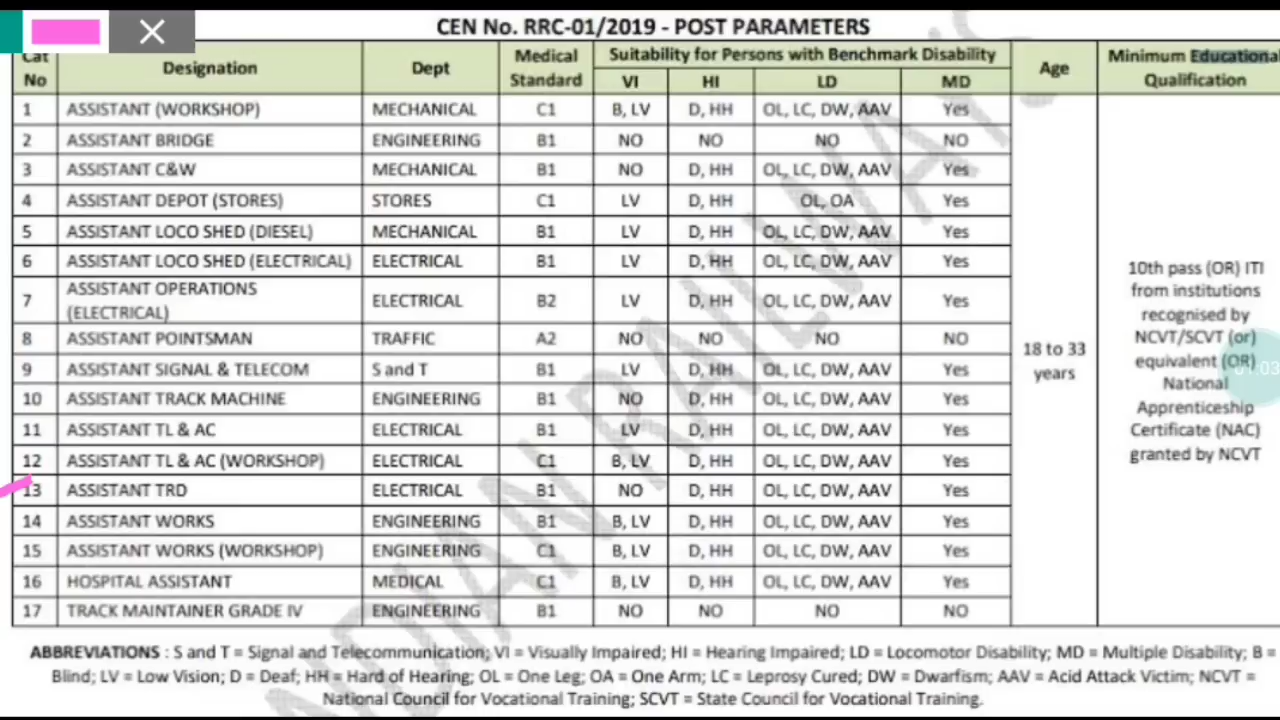 CEN No. RRC-01/2019 - POST PARAMETERS
Cat No Designation Dept Medical Standard Suitability for Persons with Benchmark Disability Age Minimum Educational Qualification
VI HI LD MD
1 ASSISTANT (WORKSHOP) MECHANICAL C1 B, LV D, HH OL, LC, DW, AAV Yes
2 ASSISTANT BRIDGE ENGINEERING B1 NO NO NO NO
3 ASSISTANT C&W MECHANICAL B1 NO D, HH OL, LC, DW, AAV Yes
4 ASSISTANT DEPOT (STORES) STORES C1 LV D, HH OL, OA Yes
5 ASSISTANT LOCO SHED (DIESEL) MECHANICAL B1 LV D, HH OL, LC, DW, AAV Yes
6 ASSISTANT LOCO SHED (ELECTRICAL) ELECTRICAL B1 LV D, HH OL, LC, DW, AAV Yes
7 ASSISTANT OPERATIONS (ELECTRICAL) ELECTRICAL B2 LV D, HH OL, LC, DW, AAV Yes
8 ASSISTANT POINTSMAN TRAFFIC A2 NO NO NO NO
9 ASSISTANT SIGNAL & TELECOM S and T B1 LV D, HH OL, LC, DW, AAV Yes
10 ASSISTANT TRACK MACHINE ENGINEERING B1 NO D, HH OL, LC, DW, AAV Yes
11 ASSISTANT TL & AC ELECTRICAL B1 LV D, HH OL, LC, DW, AAV Yes
12 ASSISTANT TL & AC (WORKSHOP) ELECTRICAL C1 B, LV D, HH OL, LC, DW, AAV Yes
13 ASSISTANT TRD ELECTRICAL B1 NO D, HH OL, LC, DW, AAV Yes
14 ASSISTANT WORKS ENGINEERING B1 B, LV D, HH OL, LC, DW, AAV Yes
15 ASSISTANT WORKS (WORKSHOP) ENGINEERING C1 B, LV D, HH OL, LC, DW, AAV Yes
16 HOSPITAL ASSISTANT MEDICAL C1 B, LV D, HH OL, LC, DW, AAV Yes
17 TRACK MAINTAINER GRADE IV ENGINEERING B1 NO NO NO NO
18 to 33
years
10th pass (OR) ITI
from institutions
recognised by
NCVT/SCVT (or)
equivalent (OR)
National
Apprenticeship
Certificate (NAC)
granted by NCVT
01:03
INDIAN RAILWAYS
ABBREVIATIONS : S and T = Signal and Telecommunication; VI = Visually Impaired; HI = Hearing Impaired; LD = Locomotor Disability; MD = Multiple Disability; B =
Blind; LV = Low Vision; D = Deaf; HH = Hard of Hearing; OL = One Leg; OA = One Arm; LC = Leprosy Cured; DW = Dwarfism; AAV = Acid Attack Victim; NCVT =
National Council for Vocational Training; SCVT = State Council for Vocational Training.